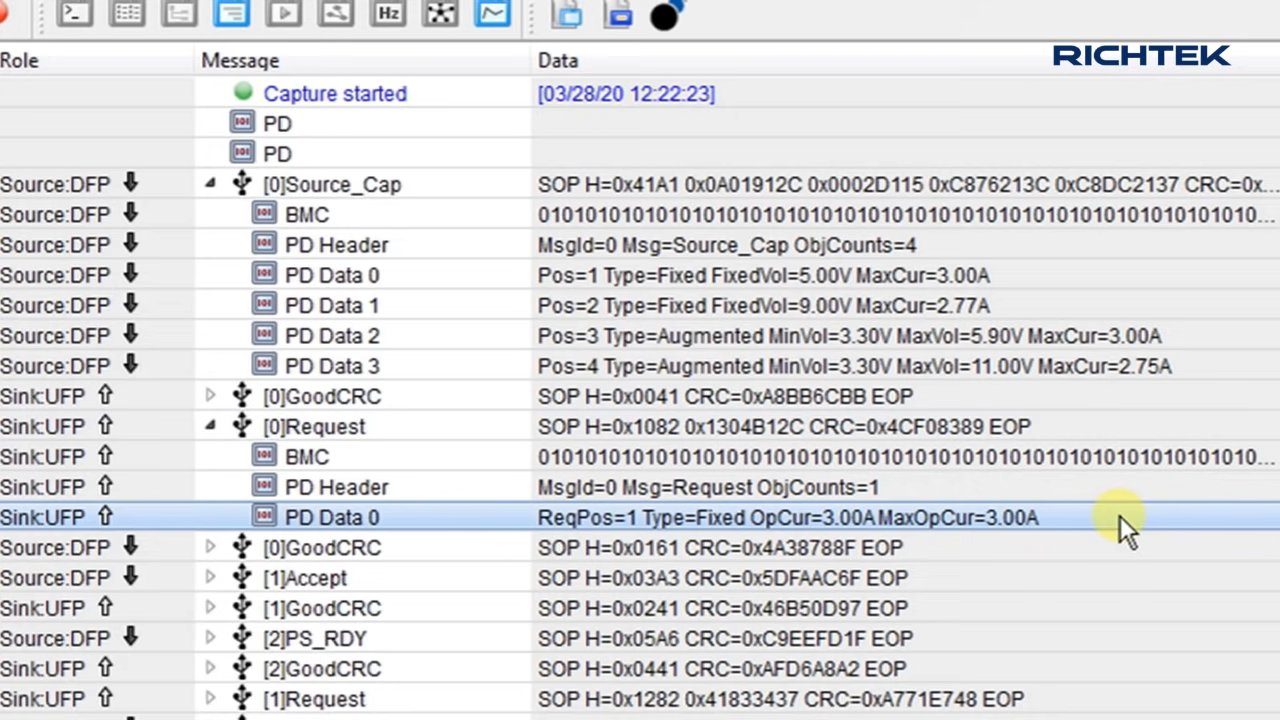 Hz
RICHTEK
Role Message Data
Capture started [03/28/20 12:22:23]
PD
PD
Source:DFP [0]Source_Cap SOP H=0x41A1 0x0A01912C 0x0002D115 0xC876213C 0xC8DC2137 CRC=0x...
Source:DFP BMC 0101010101010101010101010101010101010101010101010101010...
Source:DFP PD Header MsgId=0 Msg=Source_Cap ObjCounts=4
Source:DFP PD Data 0 Pos=1 Type=Fixed FixedVol=5.00V MaxCur=3.00A
Source:DFP PD Data 1 Pos=2 Type=Fixed FixedVol=9.00V MaxCur=2.77A
Source:DFP PD Data 2 Pos=3 Type=Augmented MinVol=3.30V MaxVol=5.90V MaxCur=3.00A
Source:DFP PD Data 3 Pos=4 Type=Augmented MinVol=3.30V MaxVol=11.00V MaxCur=2.75A
Sink:UFP [0]GoodCRC SOP H=0x0041 CRC=0xA8BB6CBB EOP
Sink:UFP [0]Request SOP H=0x1082 0x1304B12C CRC=0x4CF08389 EOP
Sink:UFP BMC 0101010101010101010101010101010101010101010101010101010...
Sink:UFP PD Header MsgId=0 Msg=Request ObjCounts=1
Sink:UFP PD Data 0 ReqPos=1 Type=Fixed OpCur=3.00A MaxOpCur=3.00A
Source:DFP [0]GoodCRC SOP H=0x0161 CRC=0x4A38788F EOP
Source:DFP [1]Accept SOP H=0x03A3 CRC=0x5DFAAC6F EOP
Sink:UFP [1]GoodCRC SOP H=0x0241 CRC=0x46B50D97 EOP
Source:DFP [2]PS_RDY SOP H=0x05A6 CRC=0xC9EEFD1F EOP
Sink:UFP [2]GoodCRC SOP H=0x0441 CRC=0xAFD6A8A2 EOP
Sink:UFP [1]Request SOP H=0x1282 0x41833437 CRC=0xA771E748 EOP